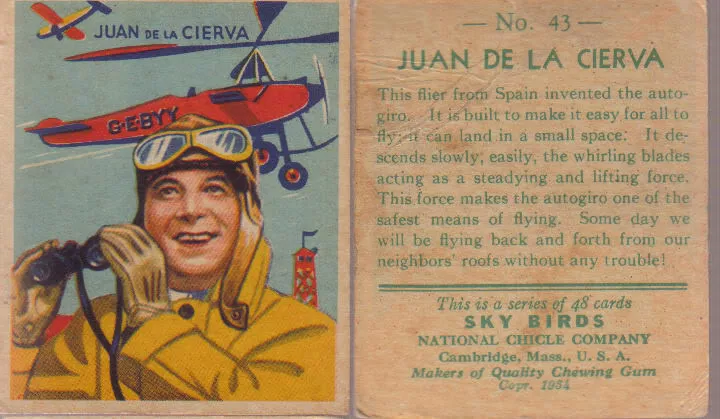 JUAN DE LA CIERVA
G-EBYY
— No. 43 —
JUAN DE LA CIERVA
This flier from Spain invented the auto-
giro. It is built to make it easy for all to
fly; it can land in a small space. It de-
scends slowly, easily, the whirling blades
acting as a steadying and lifting force.
This force makes the autogiro one of the
safest means of flying. Some day we
will be flying back and forth from our
neighbors' roofs without any trouble!
This is a series of 48 cards
SKY BIRDS
NATIONAL CHICLE COMPANY
Cambridge, Mass., U. S. A.
Makers of Quality Chewing Gum
Copr. 1934